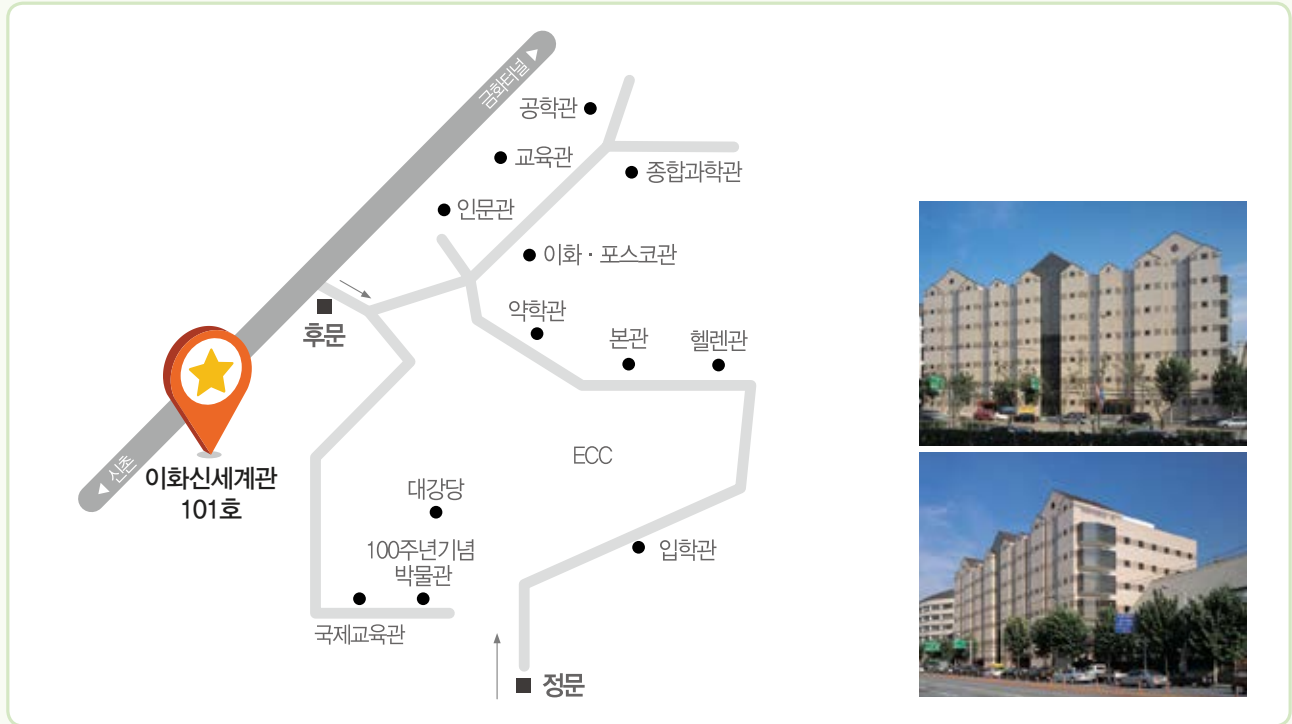 금화터널 ▶
공학관
교육관
종합과학관
인문관
이화 · 포스코관
약학관
후문
본관
헬렌관
◀ 신촌
이화신세계관
101호
ECC
대강당
100주년기념
박물관
입학관
국제교육관
정문